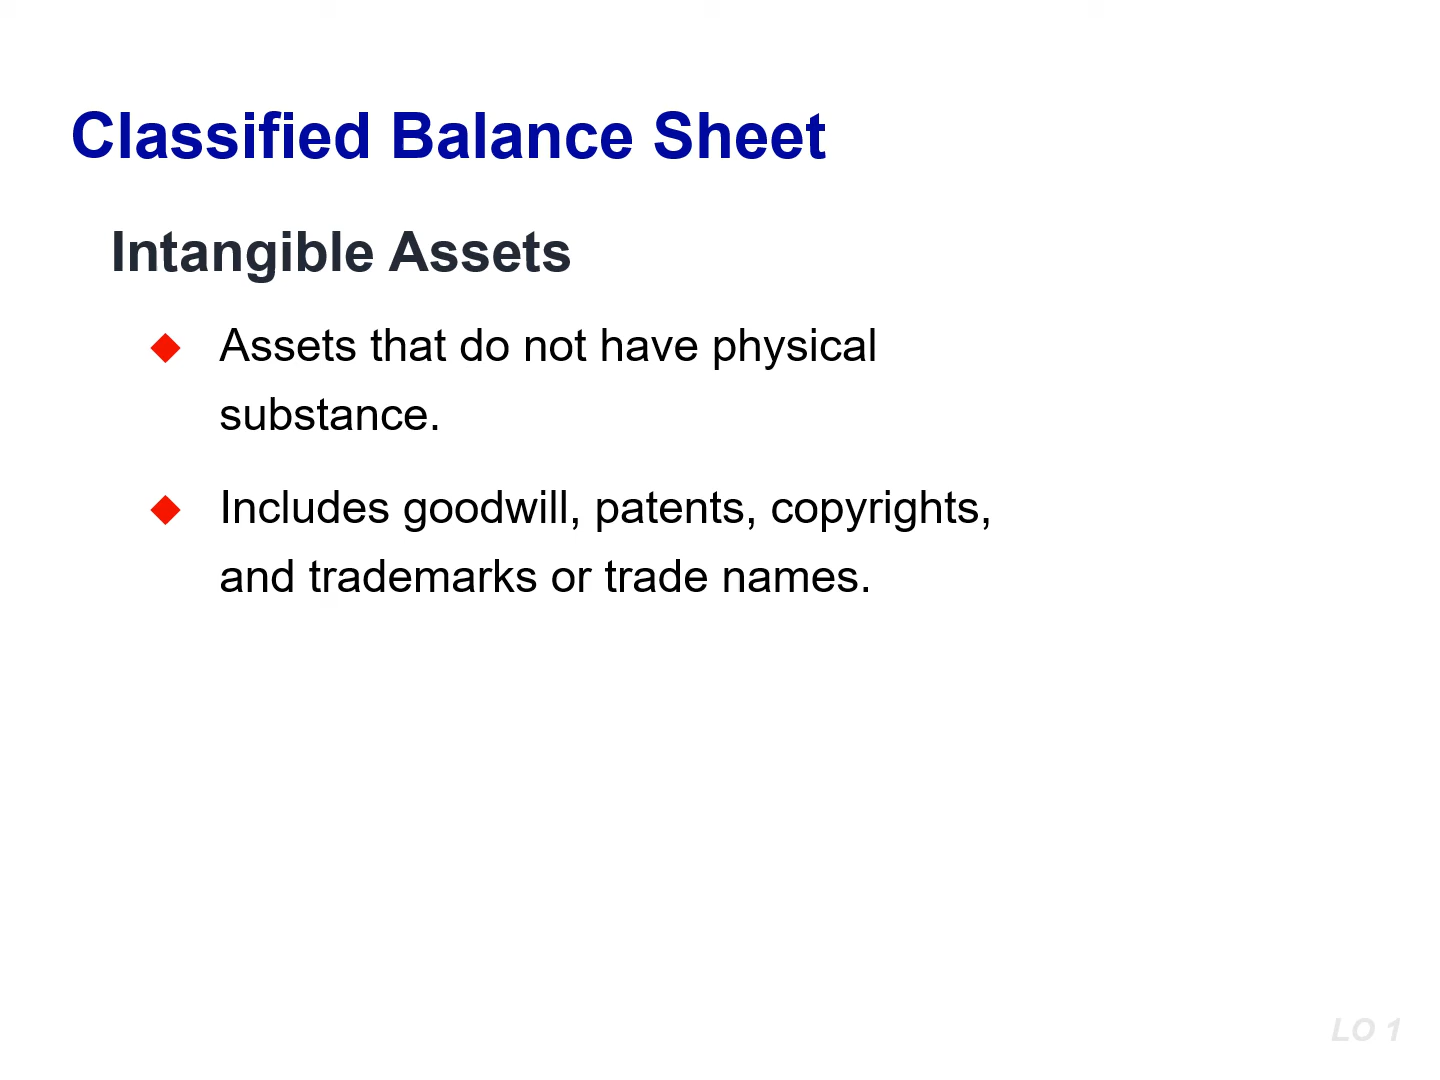 Classified Balance Sheet
Intangible Assets
Assets that do not have physical
substance.
Includes goodwill, patents, copyrights,
and trademarks or trade names.
LO 1